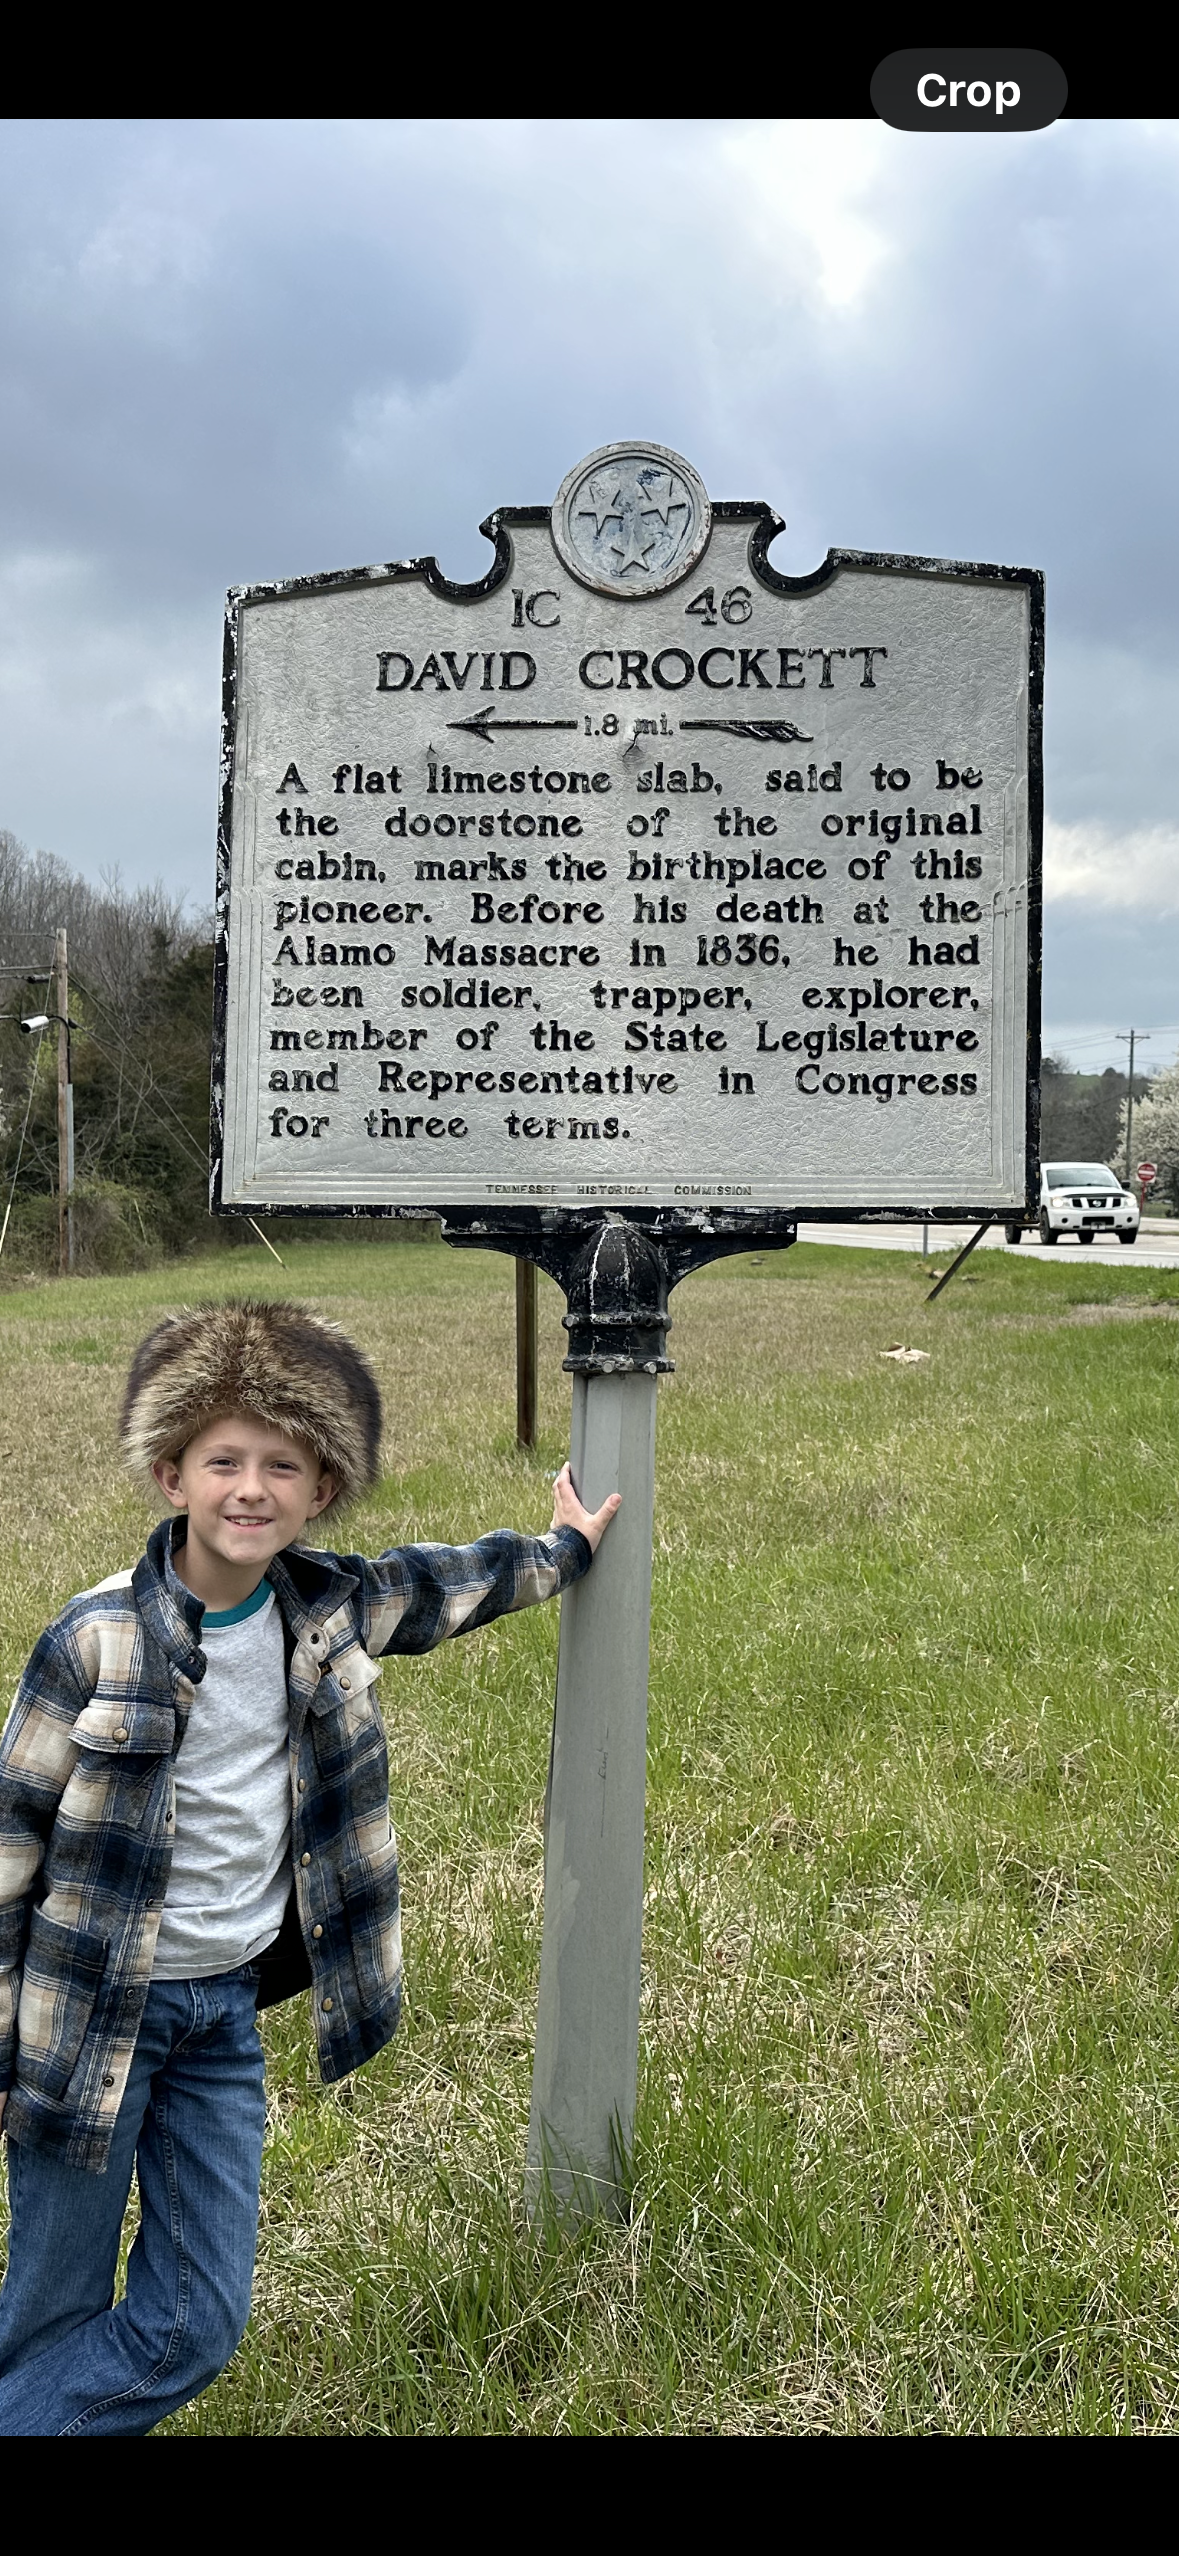 Crop
1C 46
DAVID CROCKETT
1.8 mi.
A flat limestone slab, said to be
the doorstone of the original
cabin, marks the birthplace of this
pioneer. Before his death at the
Alamo Massacre in 1836, he had
been soldier, trapper, explorer,
member of the State Legislature
and Representative in Congress
for three terms.
TENNESSEE HISTORICAL COMMISSION